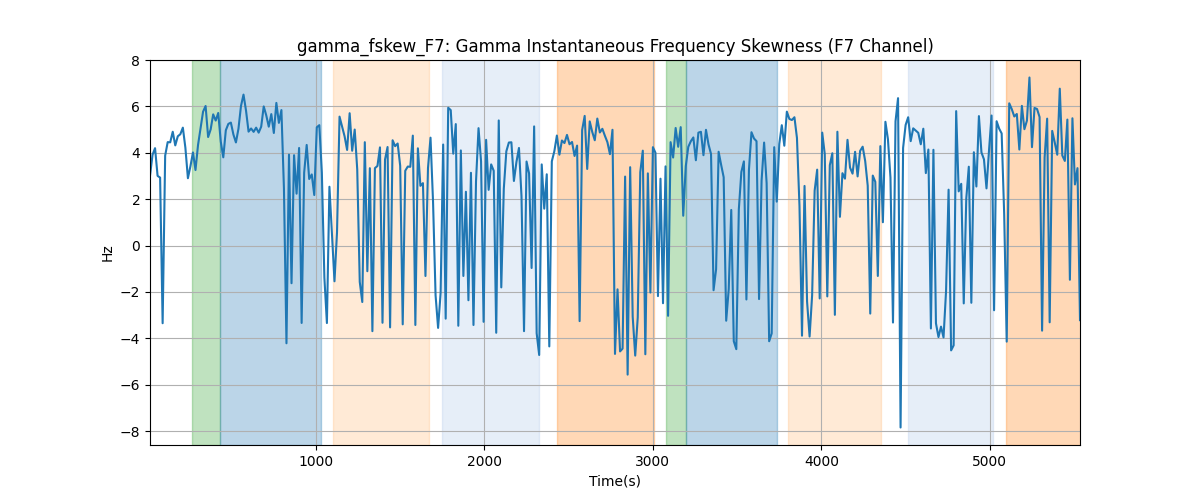 gamma_fskew_F7: Gamma Instantaneous Frequency Skewness (F7 Channel)
8
6
4
2
0
−2
−4
−6
−8
Hz
1000 2000 3000 4000 5000
Time(s)